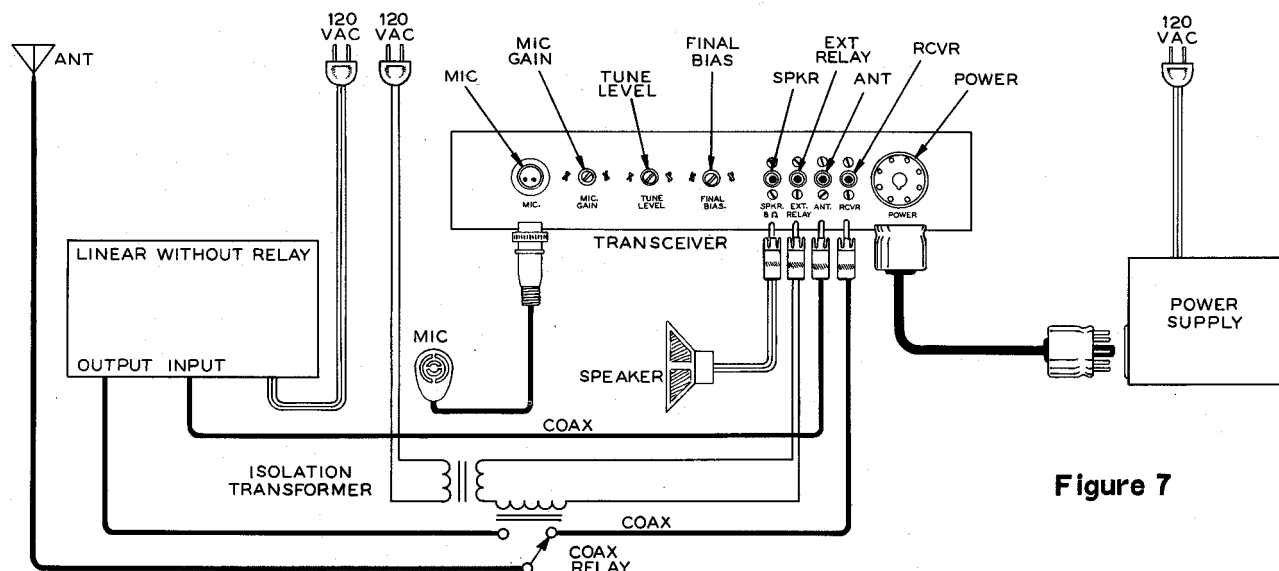 120
VAC
120
VAC
120
VAC
ANT
MIC
MIC
GAIN
TUNE
LEVEL
FINAL
BIAS
SPKR
EXT
RELAY
ANT
RCVR
POWER
MIC.
MIC.
GAIN
TUNE
LEVEL
FINAL
BIAS.
SPKR.
8 Ω
EXT.
RELAY
ANT.
RCVR
POWER
TRANSCEIVER
LINEAR WITHOUT RELAY
OUTPUT INPUT
MIC
SPEAKER
POWER
SUPPLY
COAX
ISOLATION
TRANSFORMER
COAX
COAX
RELAY
Figure 7